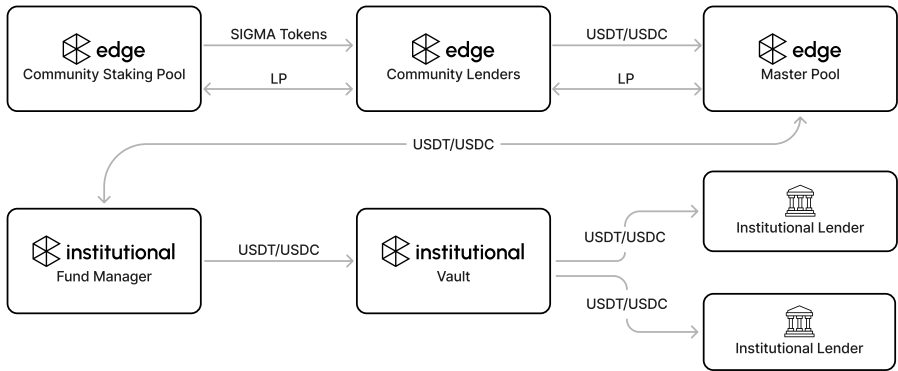 edge
Community Staking Pool
SIGMA Tokens
LP
edge
Community Lenders
USDT/USDC
LP
edge
Master Pool
USDT/USDC
institutional
Fund Manager
USDT/USDC
institutional
Vault
USDT/USDC
USDT/USDC
Institutional Lender
Institutional Lender